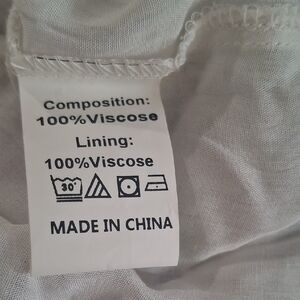 Composition:
100%Viscose
Lining:
100%Viscose
30°
MADE IN CHINA